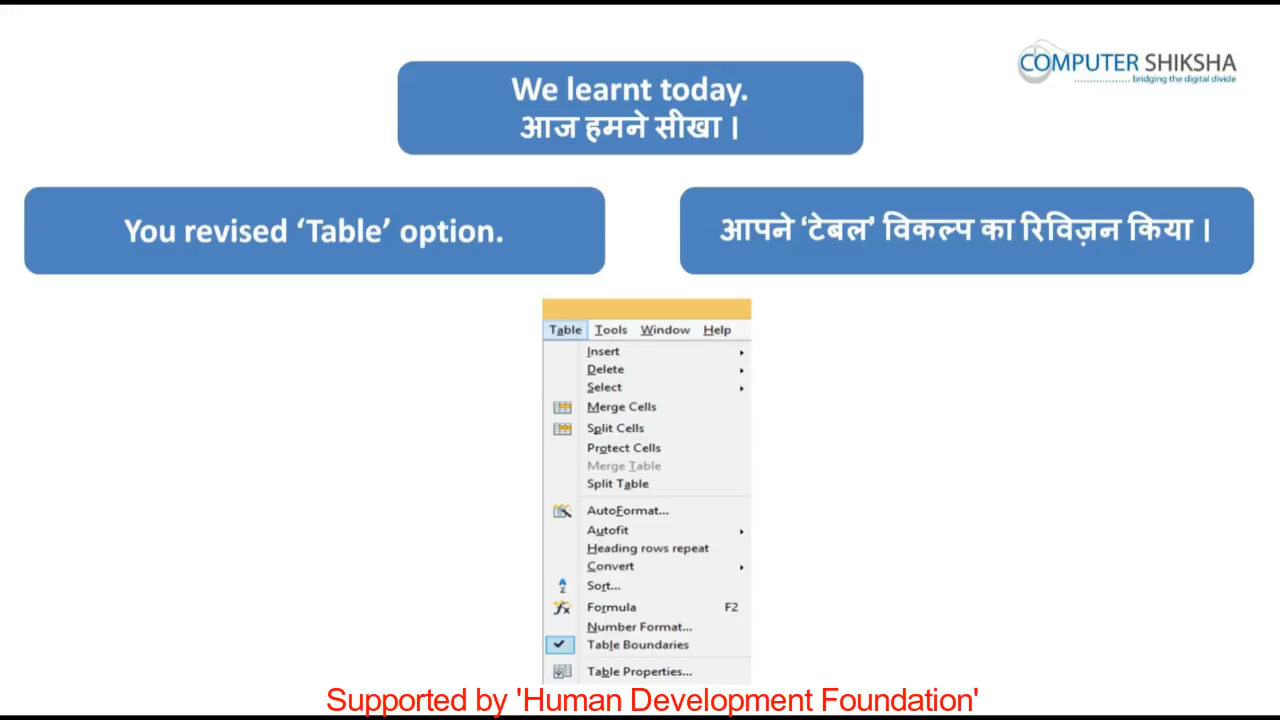 COMPUTER SHIKSHA
bridging the digital divide
We learnt today.
आज हमने सीखा।
You revised ‘Table’ option.
आपने ‘टेबल’ विकल्प का रिविज़न किया।
Table Tools Window Help
Insert
Delete
Select
Merge Cells
Split Cells
Protect Cells
Merge Table
Split Table
AutoFormat...
Autofit
Heading rows repeat
Convert
Sort...
Formula F2
Number Format...
Table Boundaries
Table Properties...
Supported by 'Human Development Foundation'